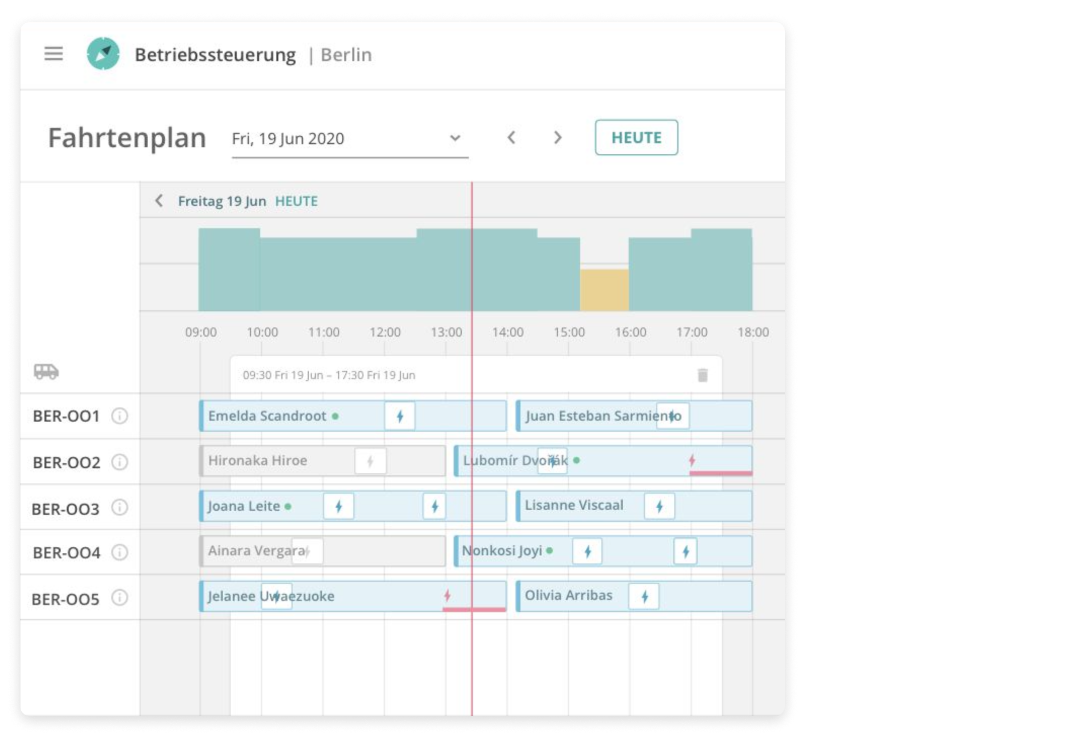 Betriebssteuerung | Berlin
Fahrtenplan Fri, 19 Jun 2020 HEUTE
Freitag 19 Jun HEUTE
09:00 10:00 11:00 12:00 13:00 14:00 15:00 16:00 17:00 18:00
09:30 Fri 19 Jun – 17:30 Fri 19 Jun
BER-OO1 Emelda Scandroot Juan Esteban Sarmiento
BER-OO2 Hironaka Hiroe Lubomír Dvořák
BER-OO3 Joana Leite Lisanne Viscaal
BER-OO4 Ainara Vergara Nonkosi Joyi
BER-OO5 Jelanee Uwaezuoke Olivia Arribas